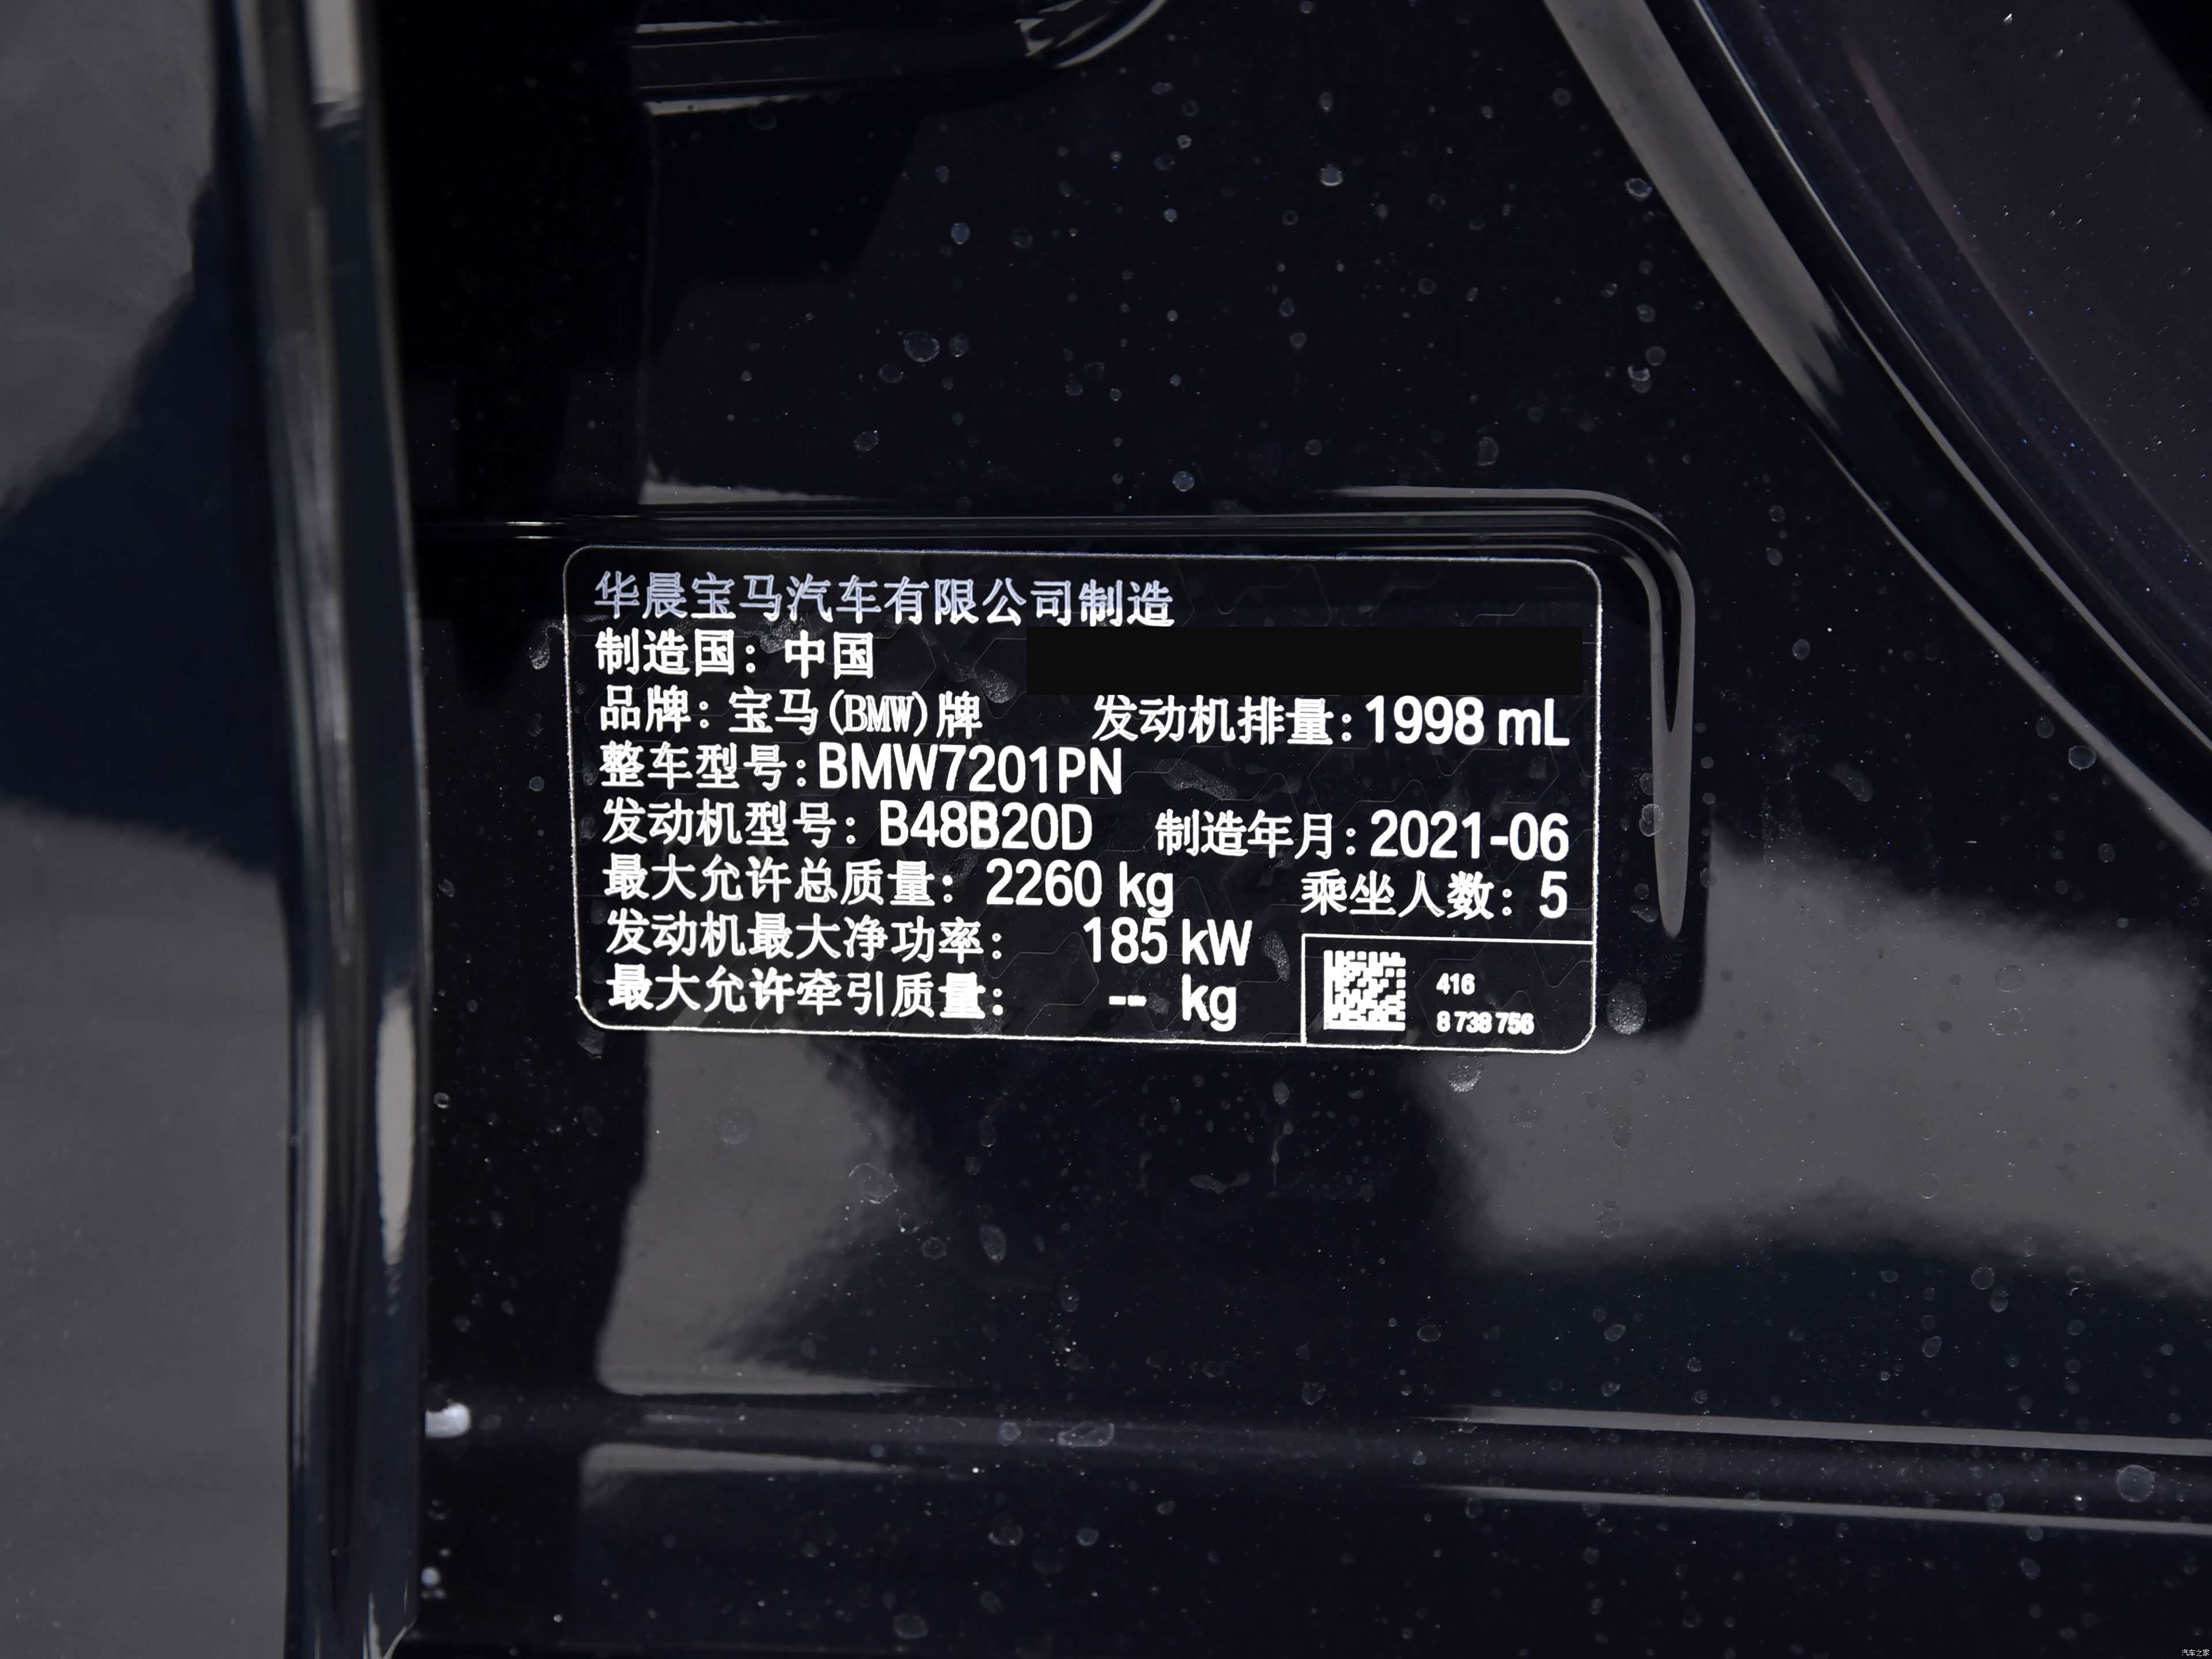 华晨宝马汽车有限公司制造
制造国：中国
品牌：宝马(BMW)牌 发动机排量：1998 mL
整车型号：BMW7201PN
发动机型号：B48B20D 制造年月：2021-06
最大允许总质量：2260 kg 乘坐人数：5
发动机最大净功率：185 kW
最大允许牵引质量：-- kg
416
8 738 756
汽车之家